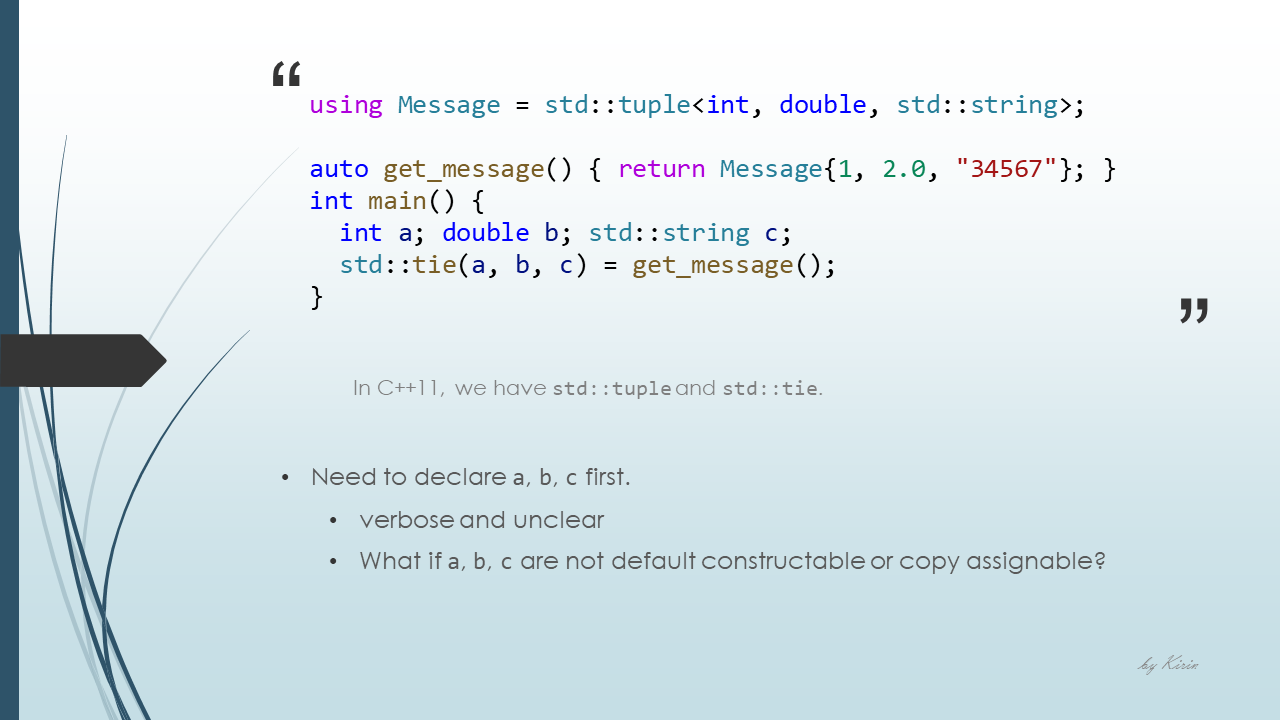 “
using Message = std::tuple<int, double, std::string>;
auto get_message() { return Message{1, 2.0, "34567"}; }
int main() {
  int a; double b; std::string c;
  std::tie(a, b, c) = get_message();
}
”
In C++11, we have std::tuple and std::tie.
• Need to declare a, b, c first.
• verbose and unclear
• What if a, b, c are not default constructable or copy assignable?
by Kirin